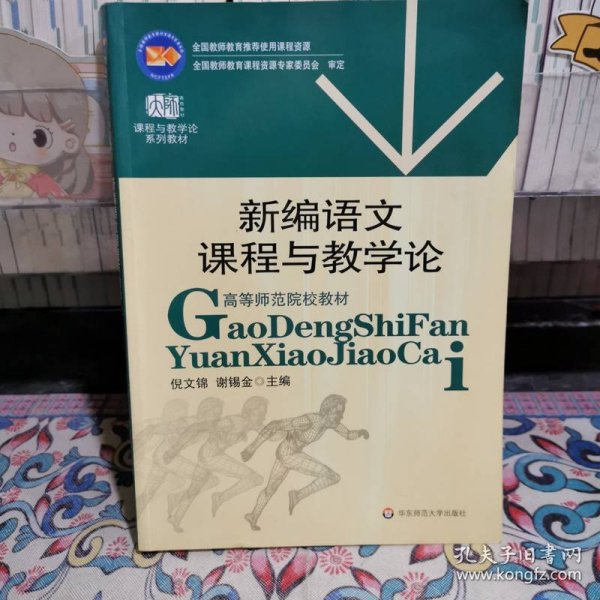 全国教师教育推荐使用课程资源
全国教师教育课程资源专家委员会 审定
大师
课程与教学论
系列教材
新编语文
课程与教学论
高等师范院校教材
GaoDengShiFan
YuanXiaoJiaoCai
倪文锦 谢锡金◎主编
华东师范大学出版社
孔夫子旧书网
www.kongfz.com